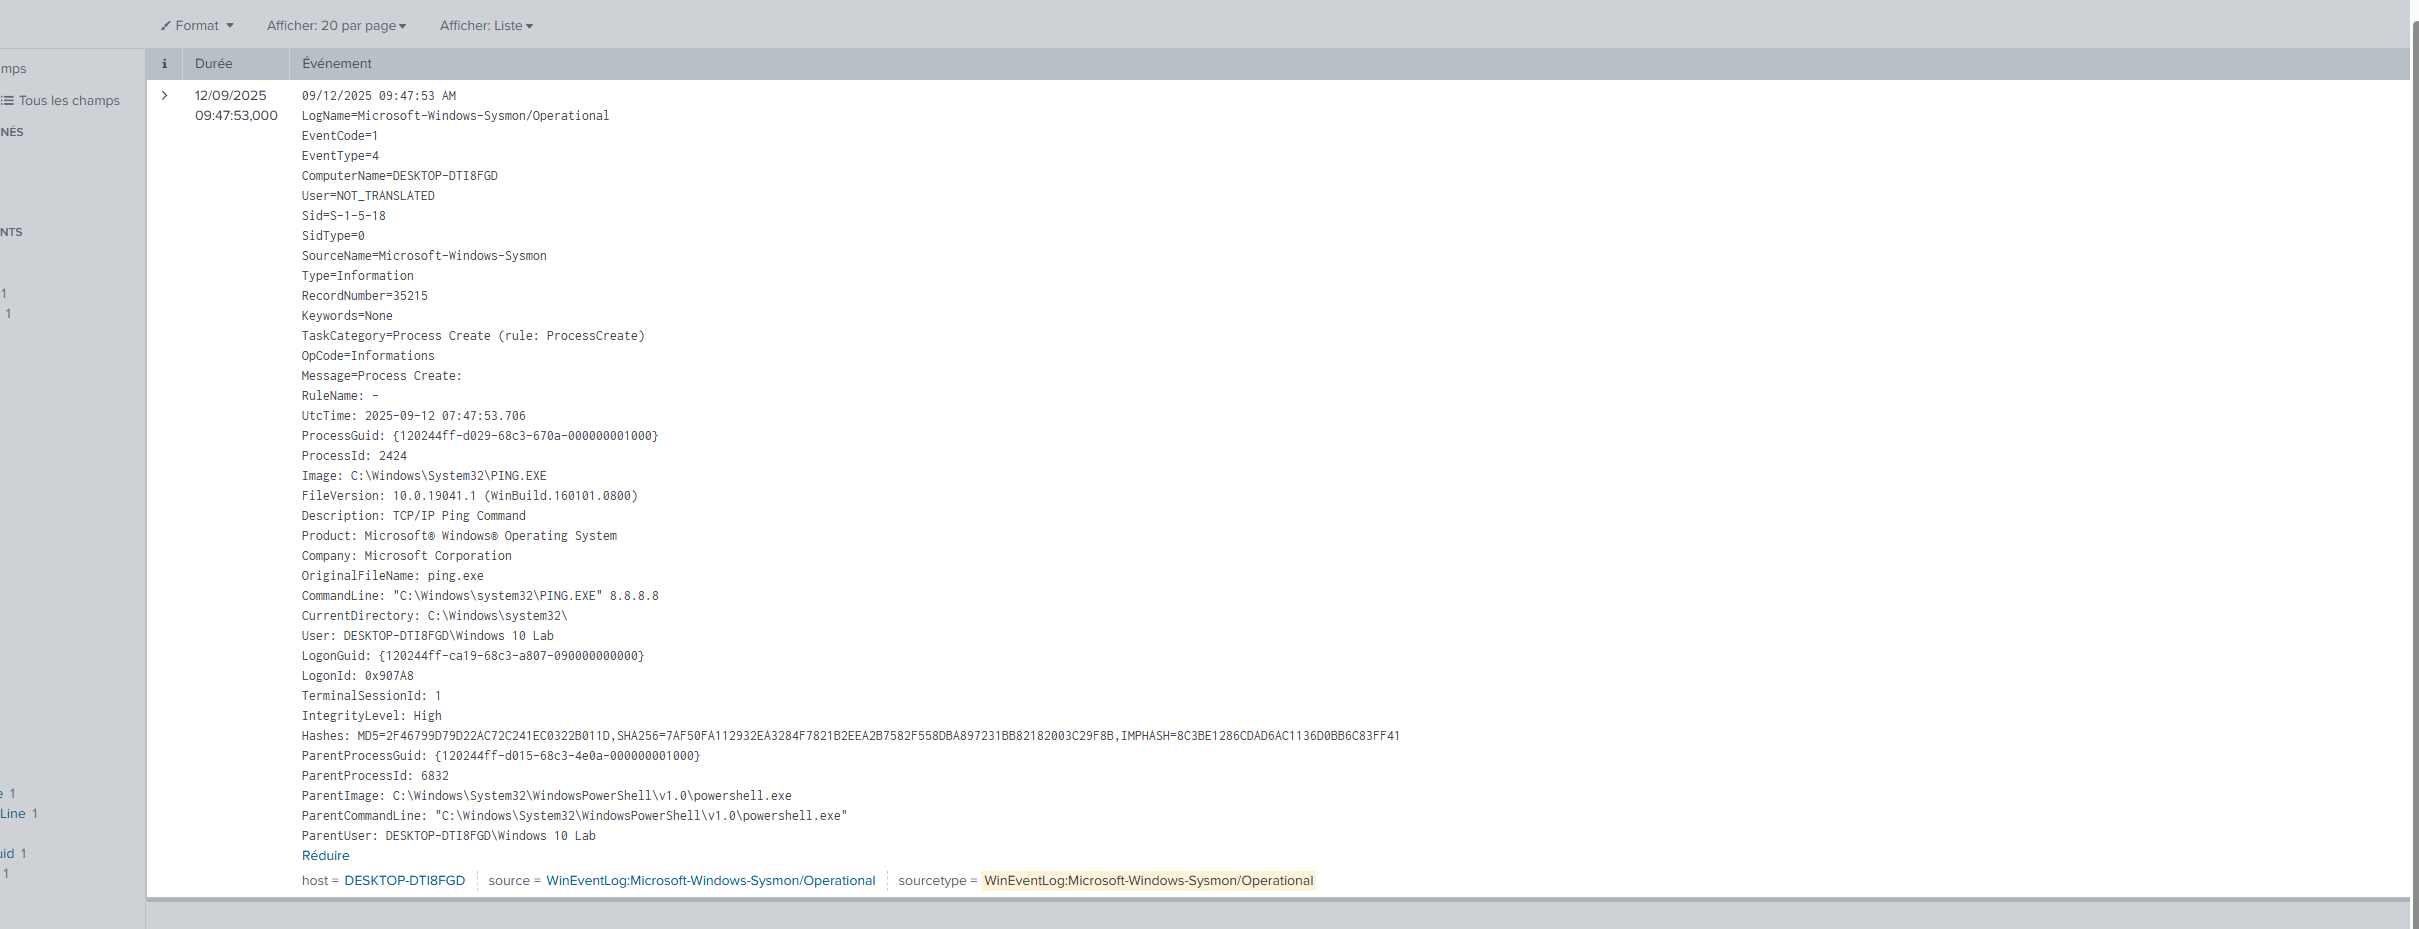 Format
Afficher: 20 par page
Afficher: Liste
i
Durée
Événement
mps
Tous les champs
NÉS
NTS
1
1
e 1
Line 1
uid 1
1
12/09/2025
09:47:53,000
09/12/2025 09:47:53 AM
LogName=Microsoft-Windows-Sysmon/Operational
EventCode=1
EventType=4
ComputerName=DESKTOP-DTI8FGD
User=NOT_TRANSLATED
Sid=S-1-5-18
SidType=0
SourceName=Microsoft-Windows-Sysmon
Type=Information
RecordNumber=35215
Keywords=None
TaskCategory=Process Create (rule: ProcessCreate)
OpCode=Informations
Message=Process Create:
RuleName: -
UtcTime: 2025-09-12 07:47:53.706
ProcessGuid: {120244ff-d029-68c3-670a-000000001000}
ProcessId: 2424
Image: C:\Windows\System32\PING.EXE
FileVersion: 10.0.19041.1 (WinBuild.160101.0800)
Description: TCP/IP Ping Command
Product: Microsoft® Windows® Operating System
Company: Microsoft Corporation
OriginalFileName: ping.exe
CommandLine: "C:\Windows\system32\PING.EXE" 8.8.8.8
CurrentDirectory: C:\Windows\system32\
User: DESKTOP-DTI8FGD\Windows 10 Lab
LogonGuid: {120244ff-ca19-68c3-a807-090000000000}
LogonId: 0x907A8
TerminalSessionId: 1
IntegrityLevel: High
Hashes: MD5=2F46799D79D22AC72C241EC0322B011D,SHA256=7AF50FA112932EA3284F7821B2EEA2B7582F558DBA897231BB82182003C29F8B,IMPHASH=8C3BE1286CDAD6AC1136D0BB6C83FF41
ParentProcessGuid: {120244ff-d015-68c3-4e0a-000000001000}
ParentProcessId: 6832
ParentImage: C:\Windows\System32\WindowsPowerShell\v1.0\powershell.exe
ParentCommandLine: "C:\Windows\System32\WindowsPowerShell\v1.0\powershell.exe"
ParentUser: DESKTOP-DTI8FGD\Windows 10 Lab
Réduire
host = DESKTOP-DTI8FGD source = WinEventLog:Microsoft-Windows-Sysmon/Operational sourcetype = WinEventLog:Microsoft-Windows-Sysmon/Operational